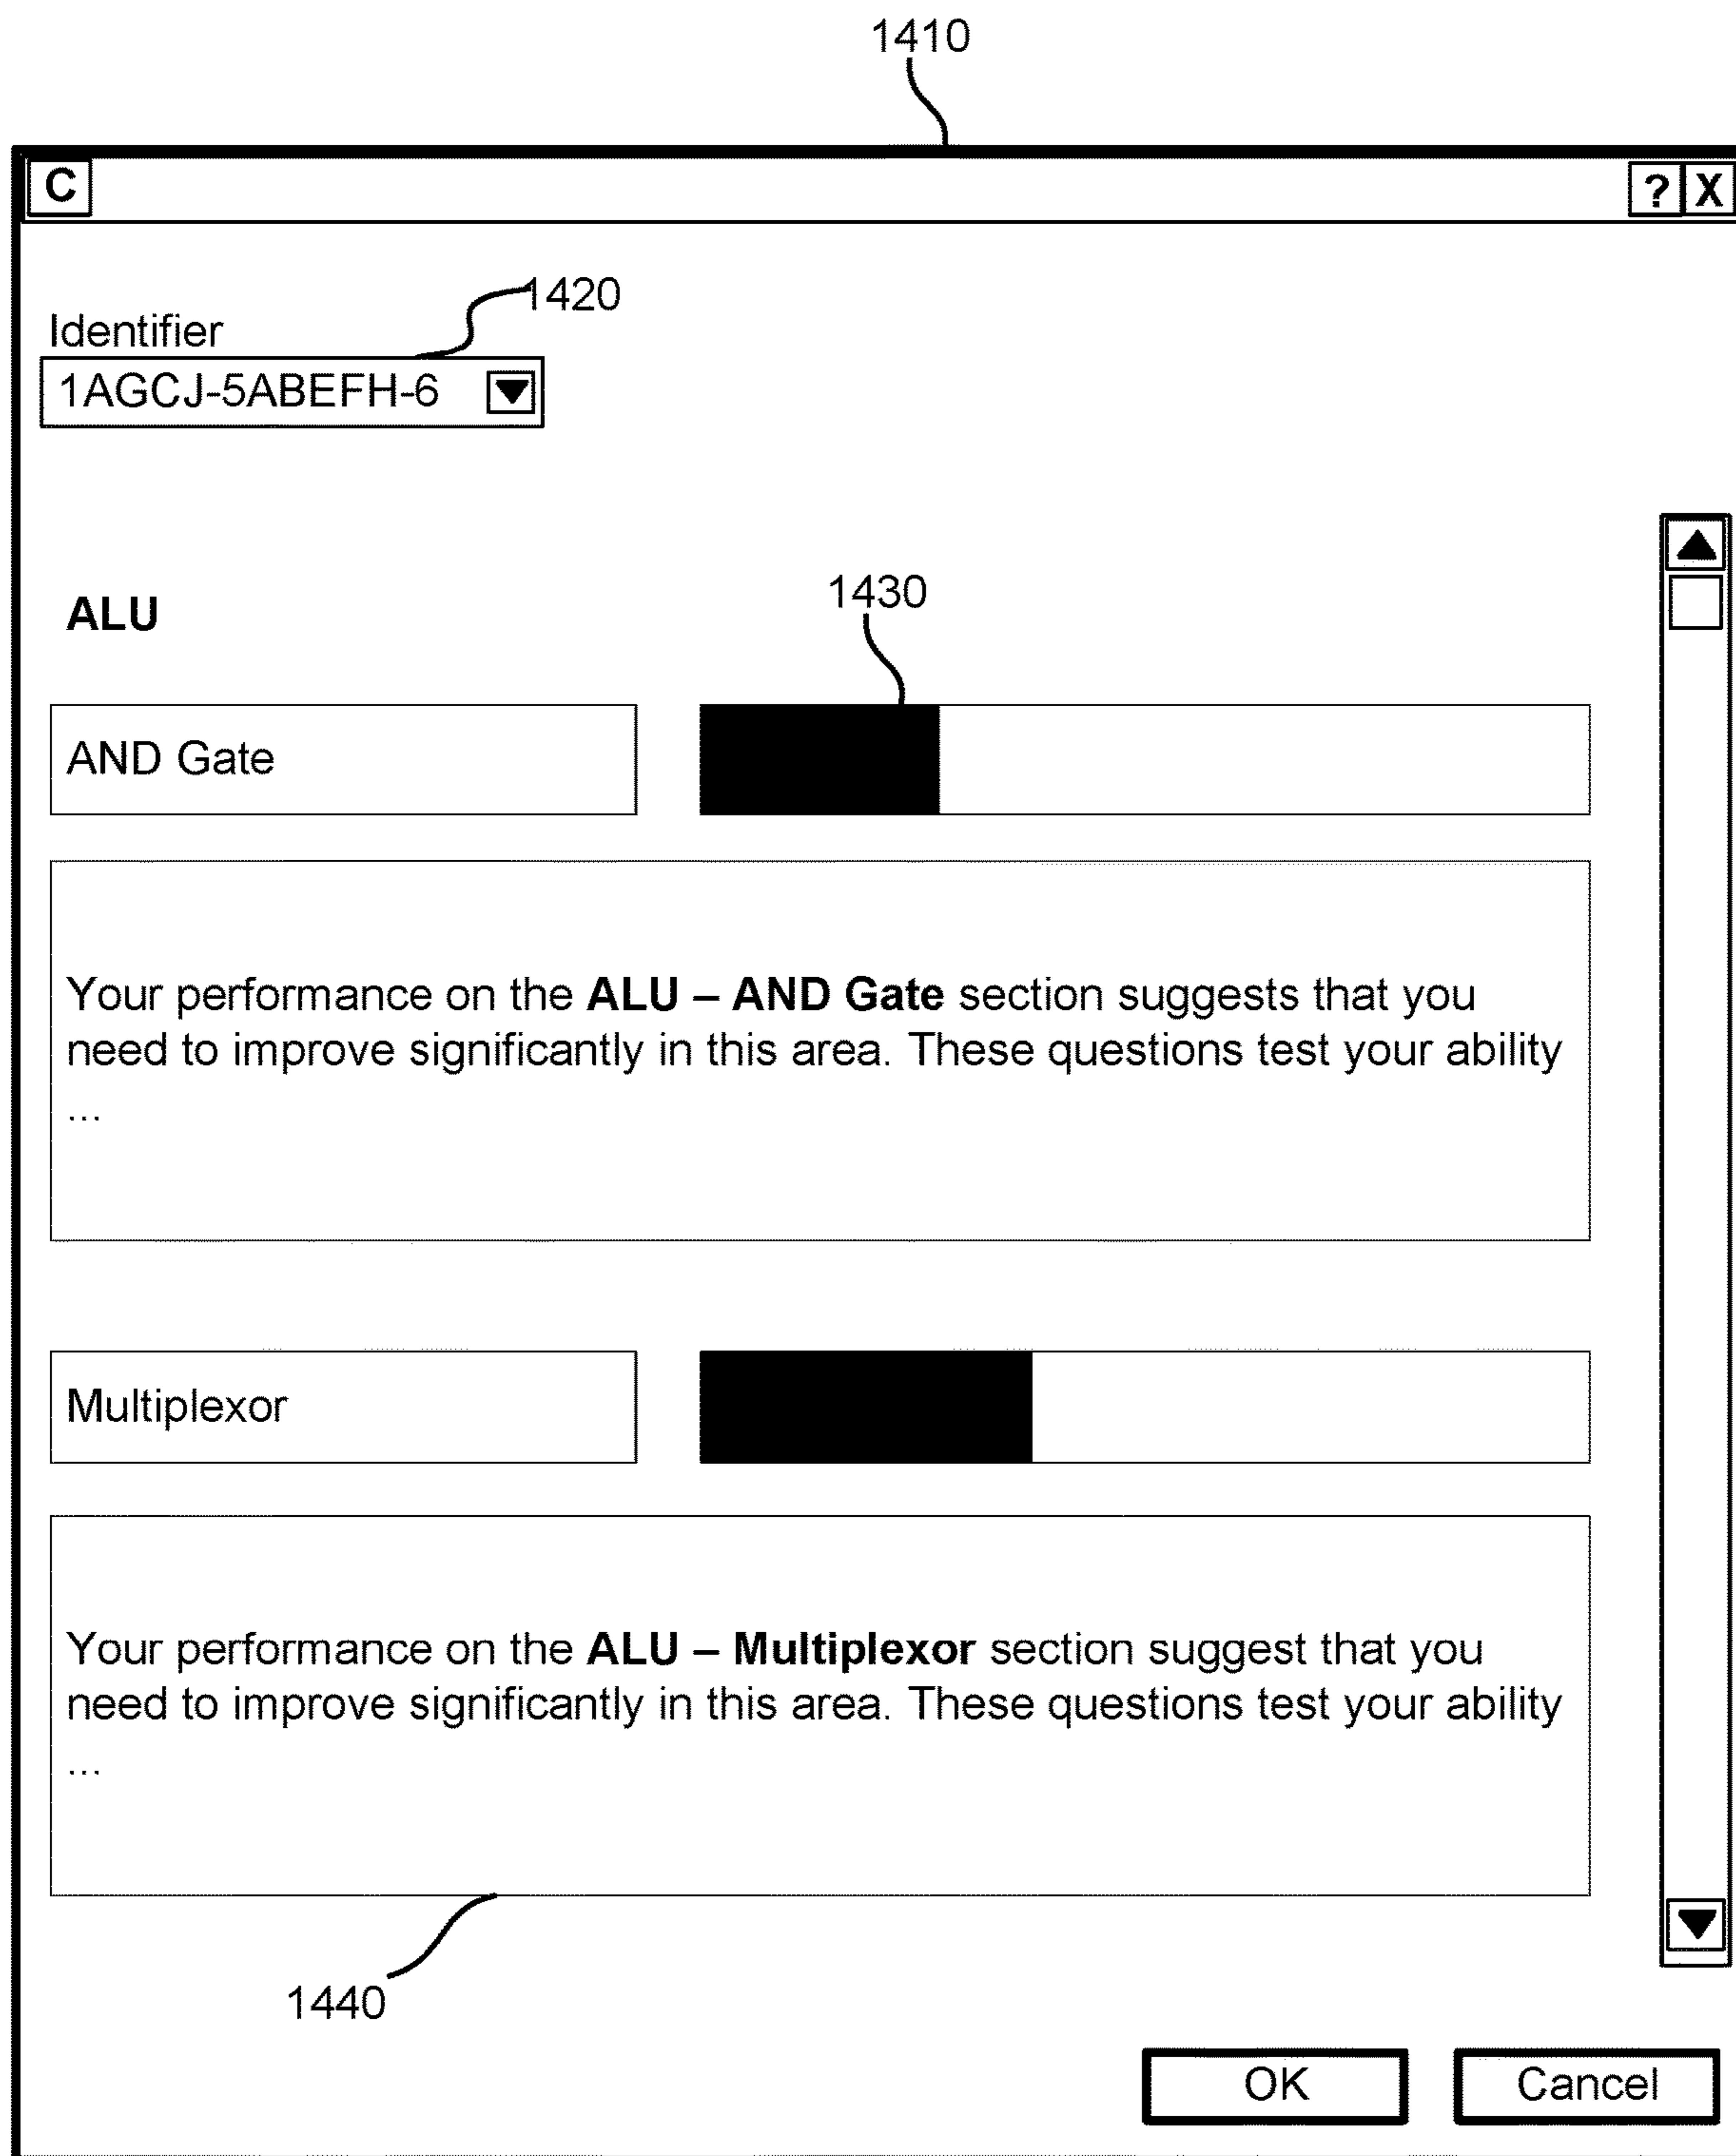 1410
C
? X
1420
Identifier
1AGCJ-5ABEFH-6
1430
ALU
AND Gate
Your performance on the ALU – AND Gate section suggests that you
need to improve significantly in this area. These questions test your ability
...
Multiplexor
Your performance on the ALU – Multiplexor section suggest that you
need to improve significantly in this area. These questions test your ability
...
1440
OK Cancel